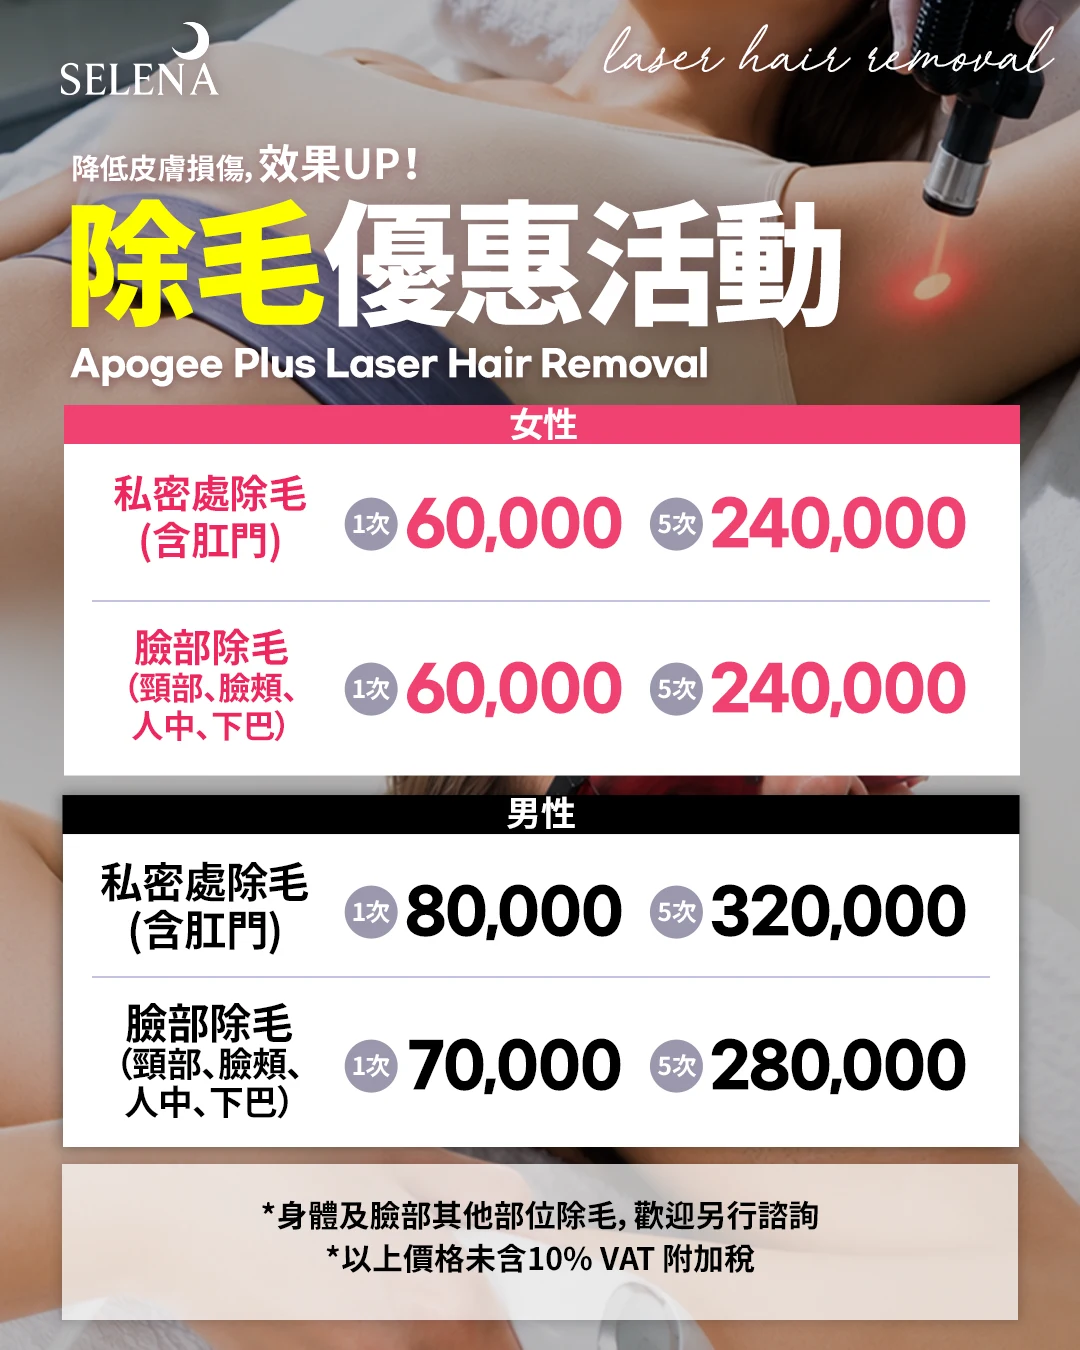 SELENA
laser hair removal
降低皮膚損傷, 效果UP!
除毛優惠活動
Apogee Plus Laser Hair Removal
女性
私密處除毛
(含肛門)
1次 60,000 5次 240,000
臉部除毛
(頸部、臉頰、
人中、下巴)
1次 60,000 5次 240,000
男性
私密處除毛
(含肛門)
1次 80,000 5次 320,000
臉部除毛
(頸部、臉頰、
人中、下巴)
1次 70,000 5次 280,000
*身體及臉部其他部位除毛, 歡迎另行諮詢
*以上價格未含10% VAT 附加稅